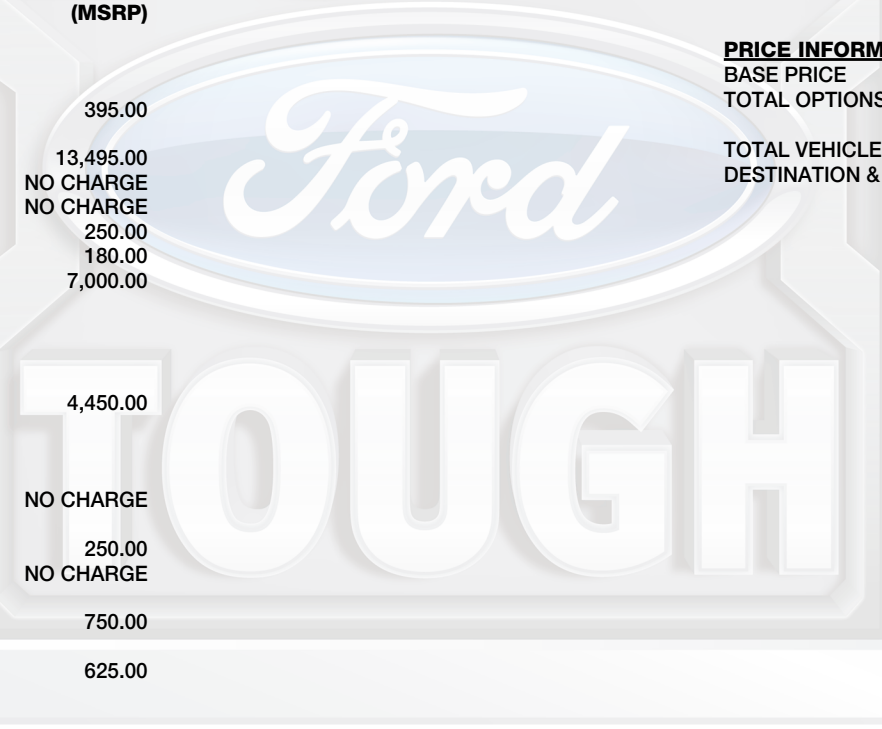 (MSRP)
395.00
13,495.00
NO CHARGE
NO CHARGE
250.00
180.00
7,000.00
4,450.00
NO CHARGE
250.00
NO CHARGE
750.00
625.00
PRICE INFORM
BASE PRICE
TOTAL OPTIONS
TOTAL VEHICLE
DESTINATION &
Ford
TOUGH